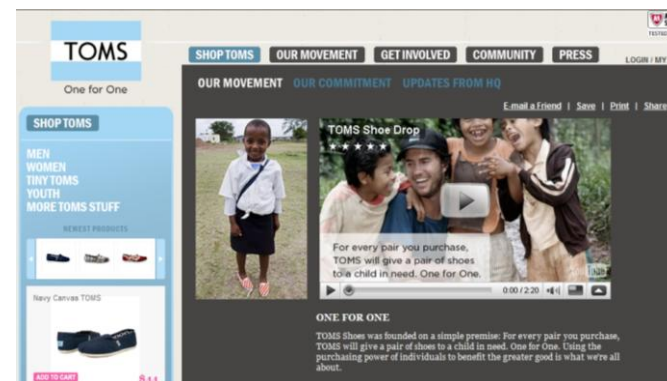 TOMS
One for One
SHOP TOMS
OUR MOVEMENT
GET INVOLVED
COMMUNITY
PRESS
LOGIN / MY
OUR MOVEMENT
OUR COMMITMENT
UPDATES FROM HQ
E-mail a Friend | Save | Print | Share
SHOP TOMS
MEN
WOMEN
TINY TOMS
YOUTH
MORE TOMS STUFF
NEWEST PRODUCTS
Navy Canvas TOMS
ADD TO CART
$44
TOMS Shoe Drop
For every pair you purchase,
TOMS will give a pair of shoes
to a child in need. One for One.
0:00 / 2:20
ONE FOR ONE
TOMS Shoes was founded on a simple premise: For every pair you purchase,
TOMS will give a pair of shoes to a child in need. One for One. Using the
purchasing power of individuals to benefit the greater good is what we're all
about.